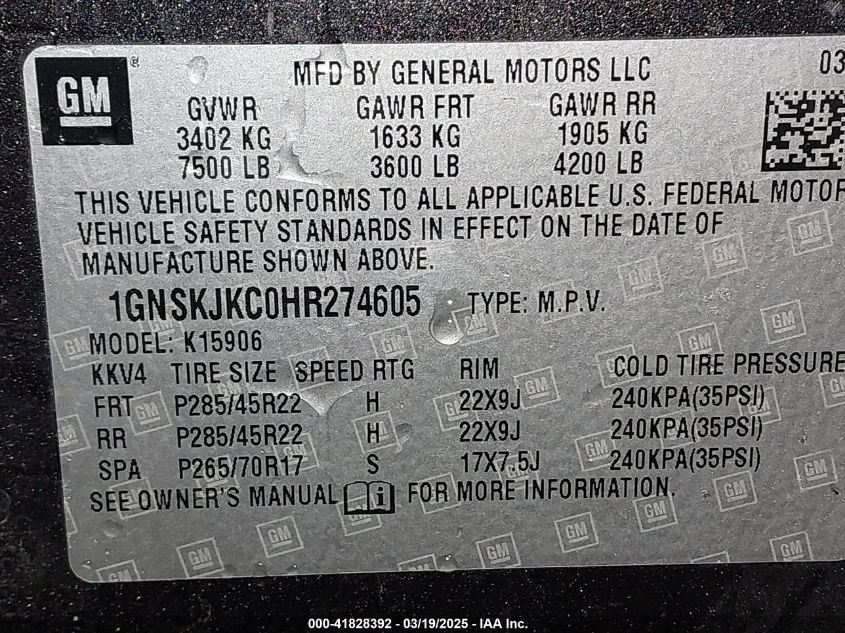 GM ® MFD BY GENERAL MOTORS LLC 03
GVWR GAWR FRT GAWR RR
3402 KG 1633 KG 1905 KG
7500 LB 3600 LB 4200 LB
THIS VEHICLE CONFORMS TO ALL APPLICABLE U.S. FEDERAL MOTOR
VEHICLE SAFETY STANDARDS IN EFFECT ON THE DATE OF
MANUFACTURE SHOWN ABOVE.
1GNSKJKC0HR274605 TYPE: M.P.V.
MODEL: K15906
KKV4 TIRE SIZE SPEED RTG RIM COLD TIRE PRESSURE
FRT P285/45R22 H 22X9J 240KPA(35PSI)
RR P285/45R22 H 22X9J 240KPA(35PSI)
SPA P265/70R17 S 17X7.5J 240KPA(35PSI)
SEE OWNER'S MANUAL i FOR MORE INFORMATION.
000-41828392 - 03/19/2025 - IAA Inc.